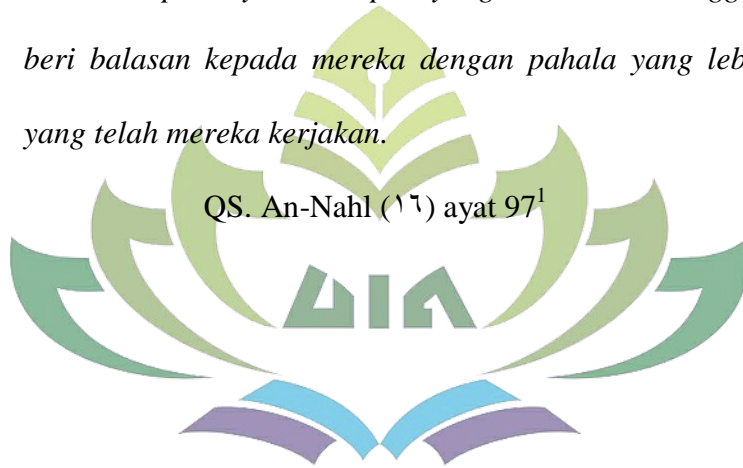 yang
beri balasan kepada mereka dengan pahala yang leb
yang telah mereka kerjakan.
QS. An-Nahl (١٦) ayat 97¹
UIN